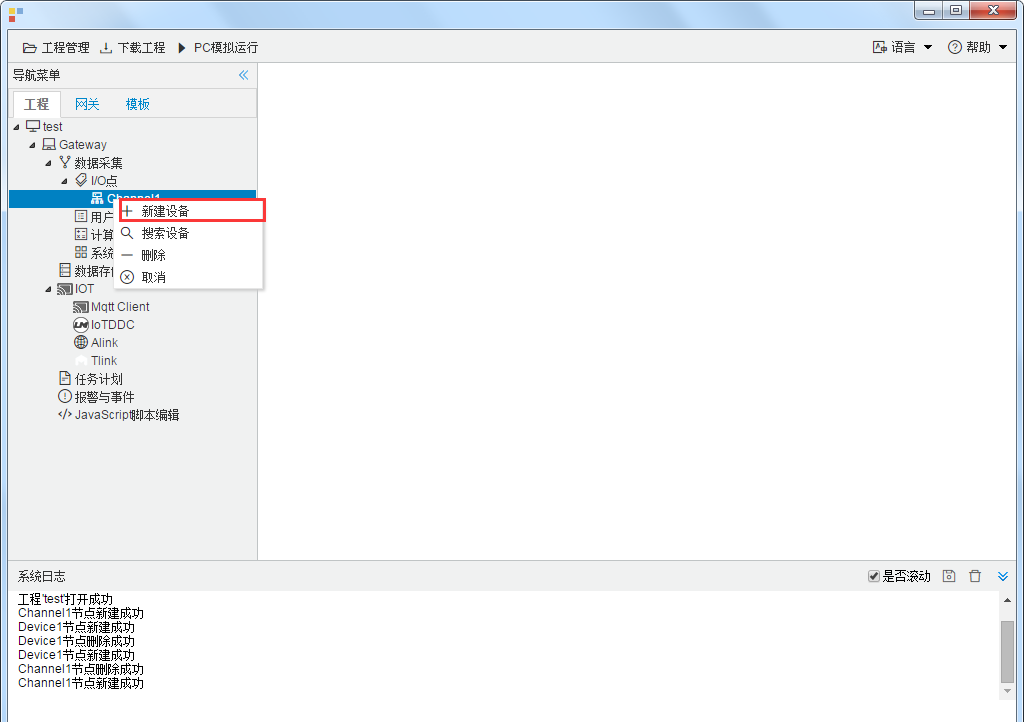 工程管理 下载工程 PC模拟运行 语言 帮助
导航菜单
工程 网关 模板
test
Gateway
数据采集
I/O点
Channel1
新建设备
用户
搜索设备
计算
删除
系统
取消
数据存
IOT
Mqtt Client
IoTDDC
Alink
Tlink
任务计划
报警与事件
JavaScript脚本编辑
系统日志 是否滚动
工程'test'打开成功
Channel1节点新建成功
Device1节点新建成功
Device1节点删除成功
Device1节点新建成功
Channel1节点删除成功
Channel1节点新建成功